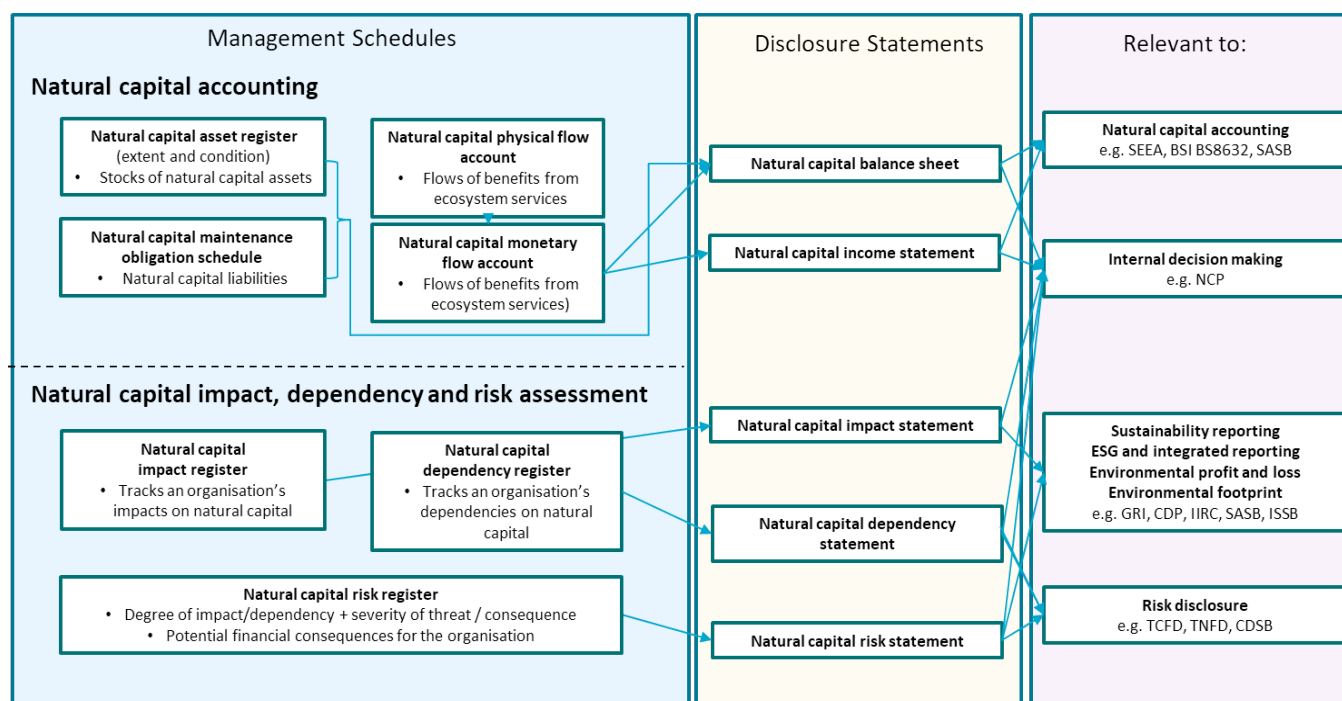 Management Schedules
Natural capital accounting
Natural capital asset register
(extent and condition)
• Stocks of natural capital assets
Natural capital maintenance
obligation schedule
• Natural capital liabilities
Natural capital physical flow
account
• Flows of benefits from
ecosystem services
Natural capital monetary
flow account
• Flows of benefits from
ecosystem services)
Natural capital impact, dependency and risk assessment
Natural capital
impact register
• Tracks an organisation's
impacts on natural capital
Natural capital
dependency register
• Tracks an organisation's
dependencies on natural
capital
Natural capital risk register
• Degree of impact/dependency + severity of threat / consequence
• Potential financial consequences for the organisation
Disclosure Statements
Natural capital balance sheet
Natural capital income statement
Natural capital impact statement
Natural capital dependency
statement
Natural capital risk statement
Relevant to:
Natural capital accounting
e.g. SEEA, BSI BS8632, SASB
Internal decision making
e.g. NCP
Sustainability reporting
ESG and integrated reporting
Environmental profit and loss
Environmental footprint
e.g. GRI, CDP, IIRC, SASB, ISSB
Risk disclosure
e.g. TCFD, TNFD, CDSB